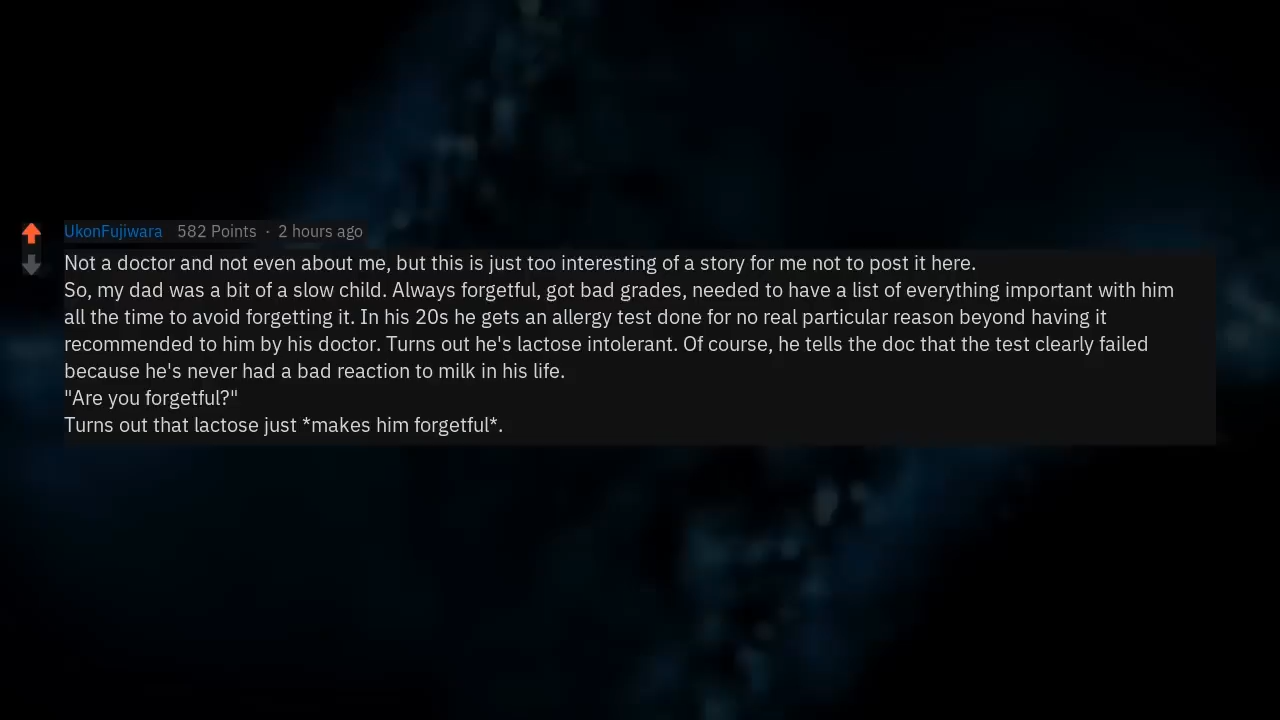 UkonFujiwara 582 Points · 2 hours ago
Not a doctor and not even about me, but this is just too interesting of a story for me not to post it here.
So, my dad was a bit of a slow child. Always forgetful, got bad grades, needed to have a list of everything important with him
all the time to avoid forgetting it. In his 20s he gets an allergy test done for no real particular reason beyond having it
recommended to him by his doctor. Turns out he's lactose intolerant. Of course, he tells the doc that the test clearly failed
because he's never had a bad reaction to milk in his life.
"Are you forgetful?"
Turns out that lactose just *makes him forgetful*.